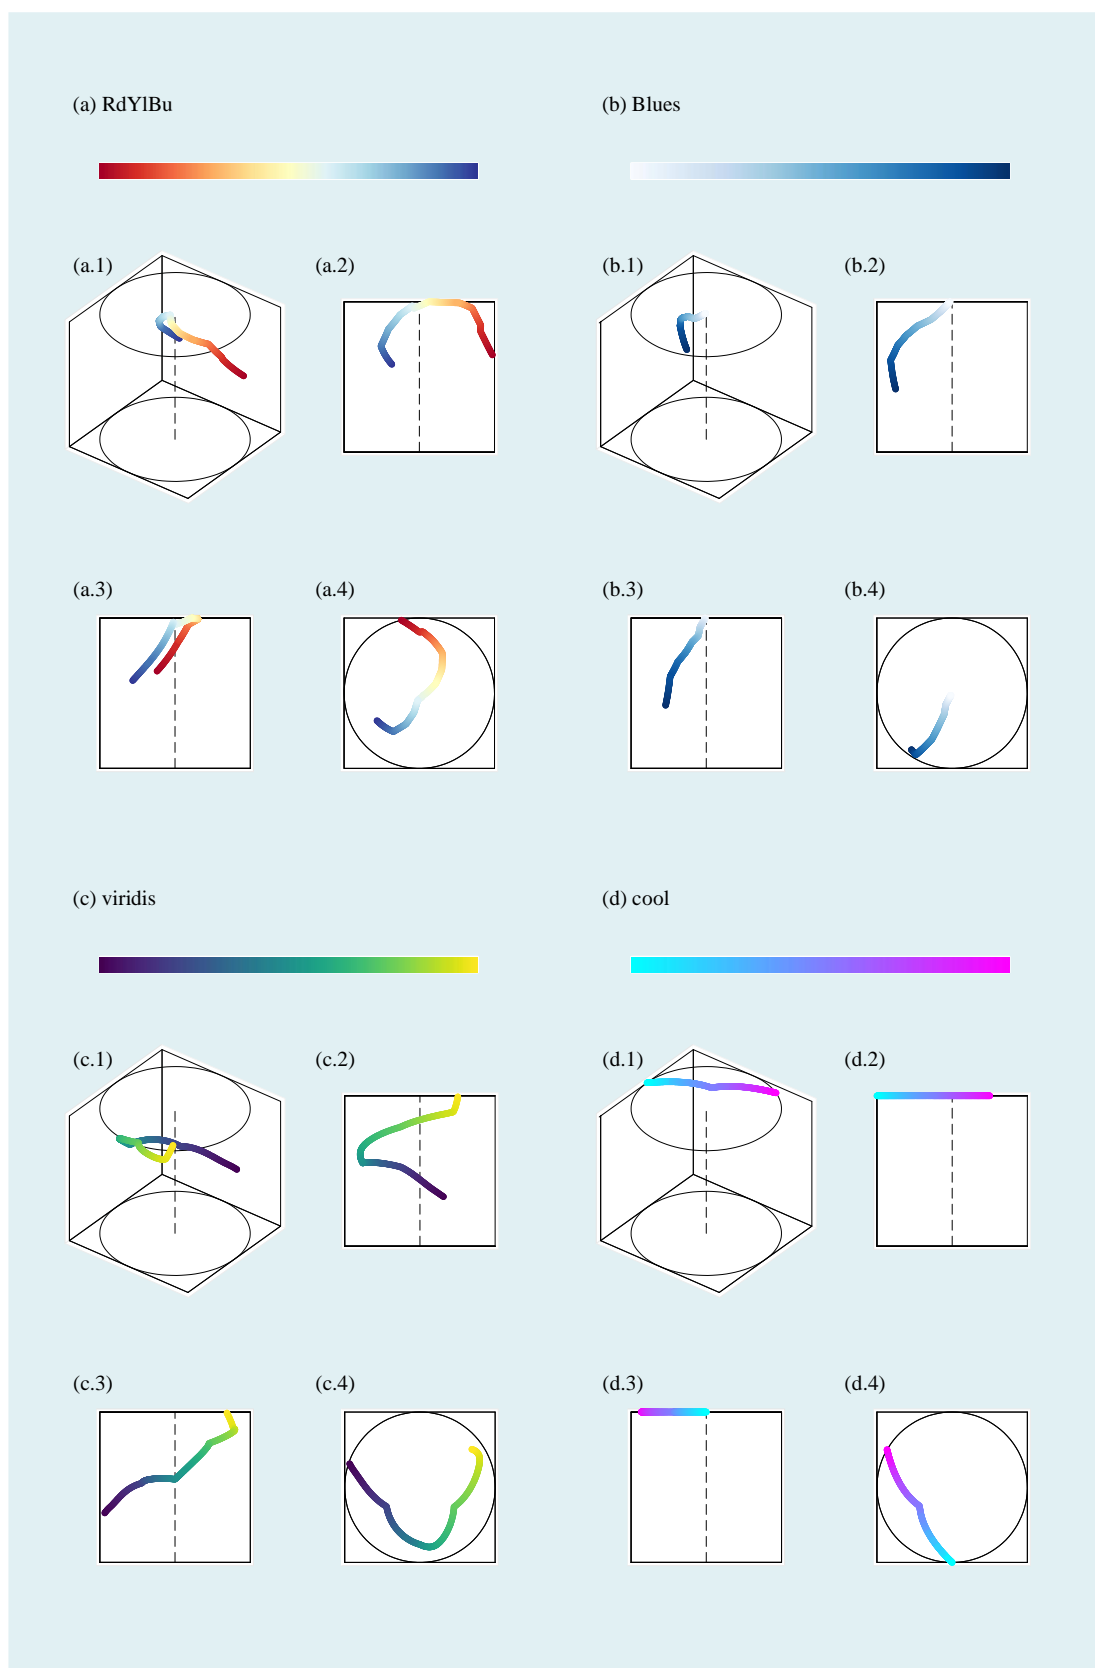 (a) RdYlBu
(b) Blues
(a.1)
(a.2)
(b.1)
(b.2)
(a.3)
(a.4)
(b.3)
(b.4)
(c) viridis
(d) cool
(c.1)
(c.2)
(d.1)
(d.2)
(c.3)
(c.4)
(d.3)
(d.4)